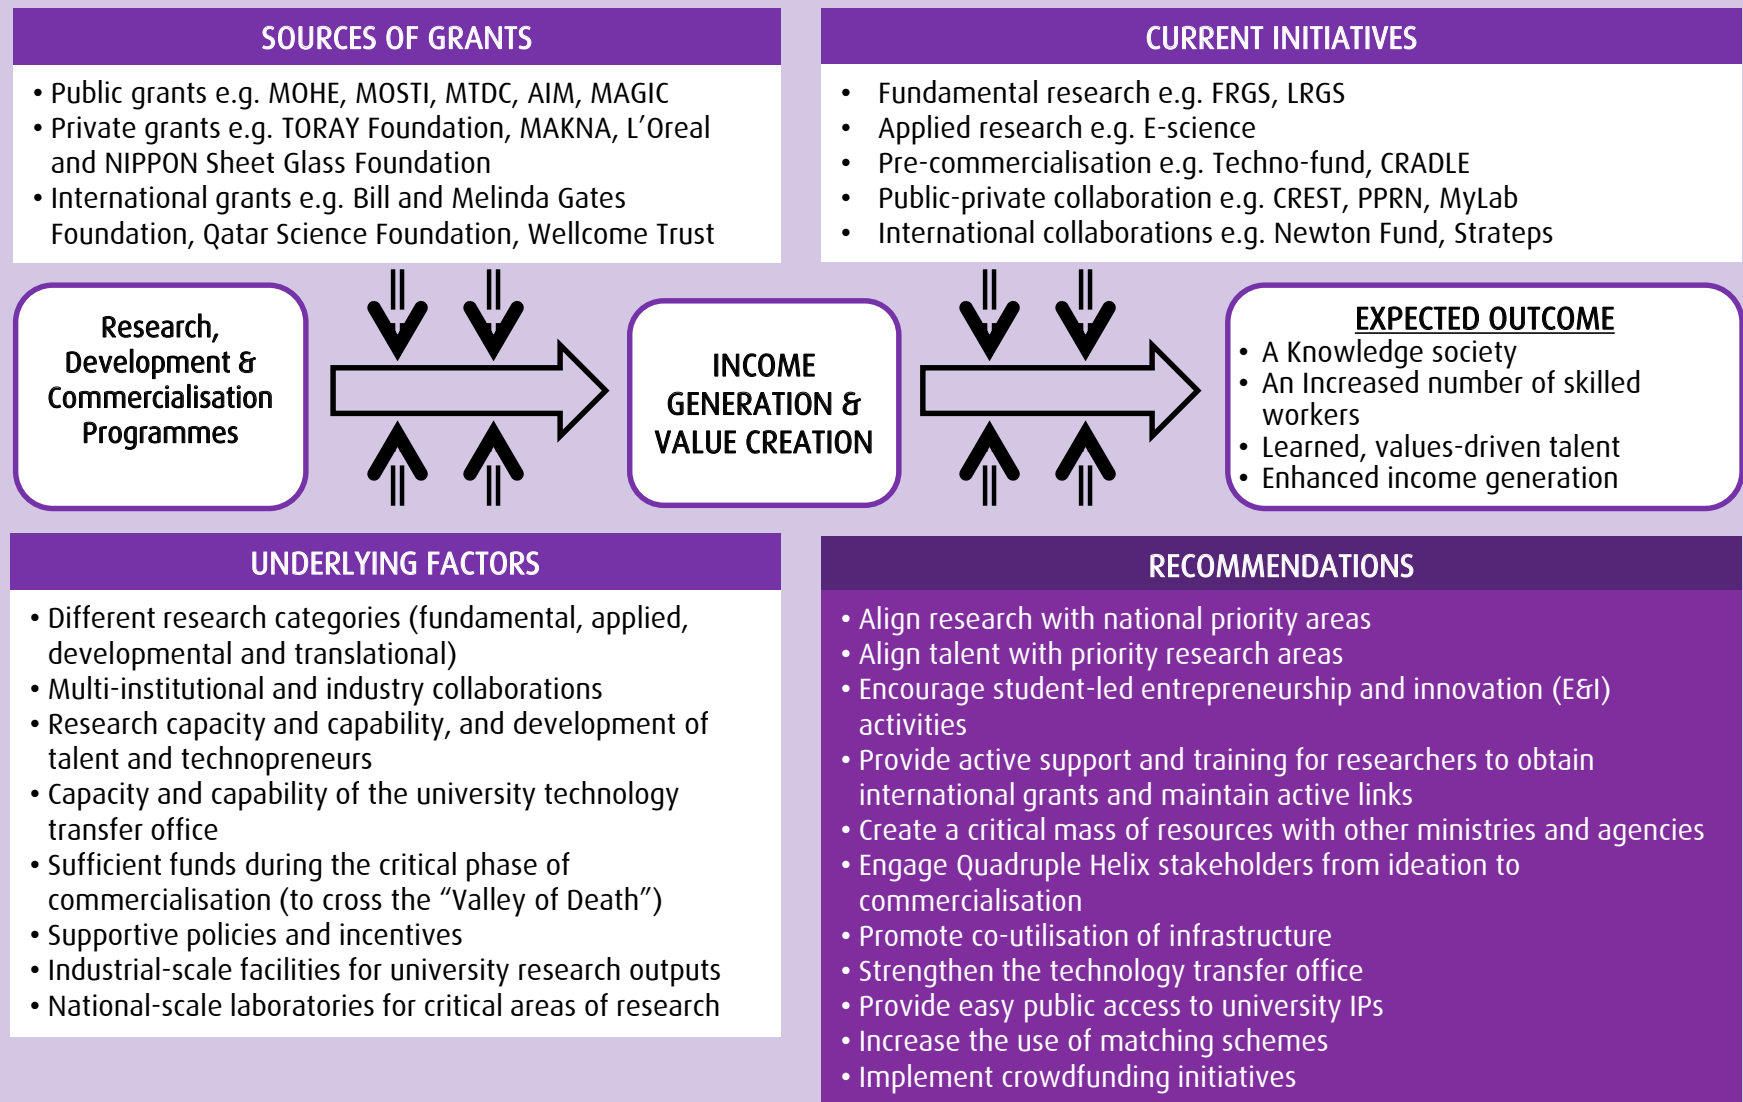 SOURCES OF GRANTS
• Public grants e.g. MOHE, MOSTI, MTDC, AIM, MAGIC
• Private grants e.g. TORAY Foundation, MAKNA, L’Oreal
and NIPPON Sheet Glass Foundation
• International grants e.g. Bill and Melinda Gates
Foundation, Qatar Science Foundation, Wellcome Trust
CURRENT INITIATIVES
• Fundamental research e.g. FRGS, LRGS
• Applied research e.g. E-science
• Pre-commercialisation e.g. Techno-fund, CRADLE
• Public-private collaboration e.g. CREST, PPRN, MyLab
• International collaborations e.g. Newton Fund, Strateps
Research,
Development &
Commercialisation
Programmes
INCOME
GENERATION &
VALUE CREATION
EXPECTED OUTCOME
• A Knowledge society
• An Increased number of skilled
workers
• Learned, values-driven talent
• Enhanced income generation
UNDERLYING FACTORS
• Different research categories (fundamental, applied,
developmental and translational)
• Multi-institutional and industry collaborations
• Research capacity and capability, and development of
talent and technopreneurs
• Capacity and capability of the university technology
transfer office
• Sufficient funds during the critical phase of
commercialisation (to cross the “Valley of Death”)
• Supportive policies and incentives
• Industrial-scale facilities for university research outputs
• National-scale laboratories for critical areas of research
RECOMMENDATIONS
• Align research with national priority areas
• Align talent with priority research areas
• Encourage student-led entrepreneurship and innovation (E&I)
activities
• Provide active support and training for researchers to obtain
international grants and maintain active links
• Create a critical mass of resources with other ministries and agencies
• Engage Quadruple Helix stakeholders from ideation to
commercialisation
• Promote co-utilisation of infrastructure
• Strengthen the technology transfer office
• Provide easy public access to university IPs
• Increase the use of matching schemes
• Implement crowdfunding initiatives